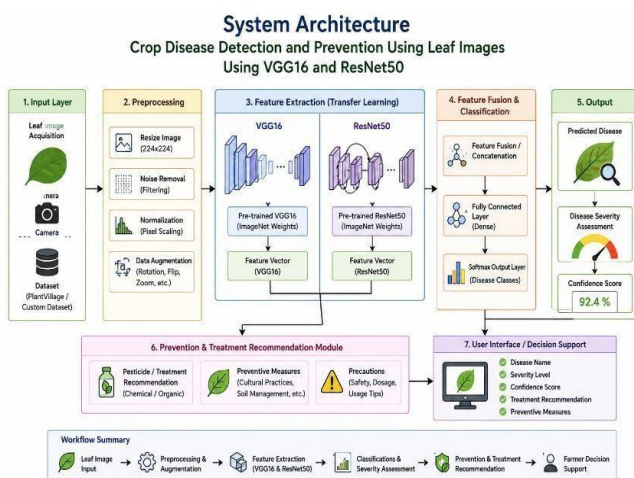 System Architecture
Crop Disease Detection and Prevention Using Leaf Images
Using VGG16 and ResNet50
1. Input Layer
Leaf image
Acquisition
nera
Camera
Dataset
(PlantVillage /
Custom Dataset)
2. Preprocessing
Resize Image
(224x224)
Noise Removal
(Filtering)
Normalization
(Pixel Scaling)
Data Augmentation
(Rotation, Flip,
Zoom, etc.)
3. Feature Extraction (Transfer Learning)
VGG16
ResNet50
Pre-trained VGG16
(ImageNet Weights)
Pre-trained ResNet50
(ImageNet Weights)
Feature Vector
(VGG16)
Feature Vector
(ResNet50)
4. Feature Fusion &
Classification
Feature Fusion /
Concatenation
Fully Connected
Layer
(Dense)
Softmax Output Layer
(Disease Classes)
5. Output
Predicted Disease
Disease Severity
Assessment
Confidence Score
92.4 %
6. Prevention & Treatment Recommendation Module
Pesticide / Treatment
Recommendation
(Chemical / Organic)
Preventive Measures
(Cultural Practices,
Soil Management, etc.)
Precautions
(Safety, Dosage,
Usage Tips)
7. User Interface / Decision Support
Disease Name
Severity Level
Confidence Score
Treatment Recommendation
Preventive Measures
Workflow Summary
Leaf Image
Input
Preprocessing &
Augmentation
Feature Extraction
(VGG16 & ResNet50)
Classifications &
Severity Assessment
Prevention & Treatment
Recommendation
Farmer Decision
Support